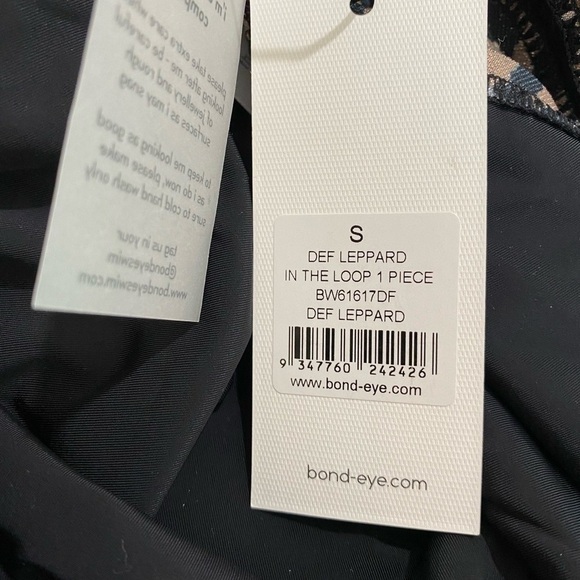 please take extra care when
looking after me - be careful
of jewellery and rough
surfaces as i may snag
to keep me looking as good
as i do now, please make
sure to cold hand wash only
tag us in your
@bondeyeswim
www.bondeyeswim.com
S
DEF LEPPARD
IN THE LOOP 1 PIECE
BW61617DF
DEF LEPPARD
9 347760 242426
www.bond-eye.com
bond-eye.com